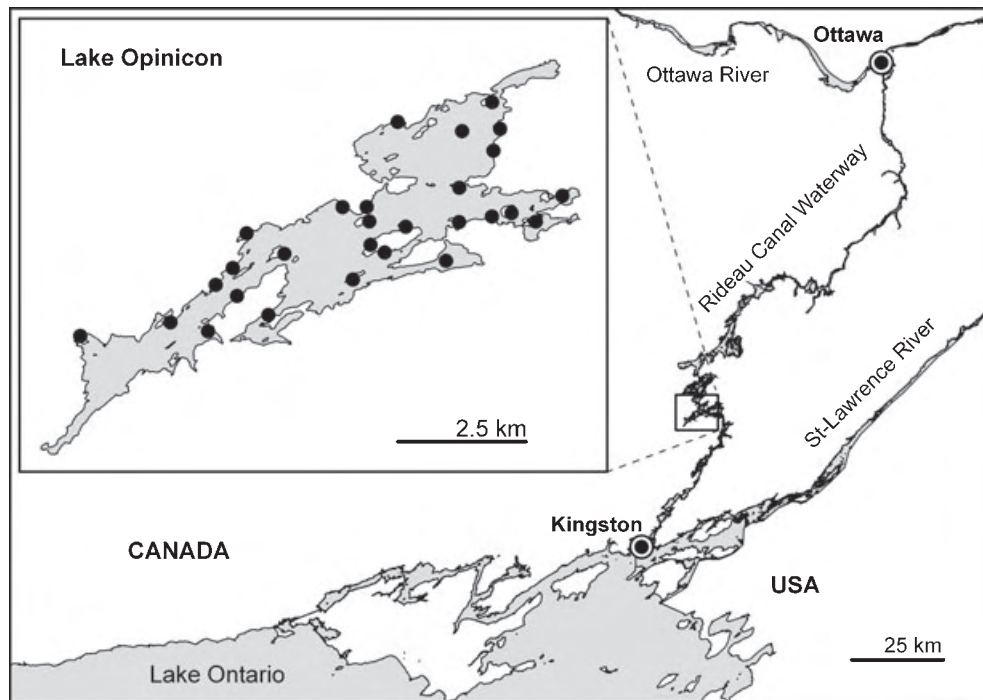 Lake Opinicon
2.5 km
Ottawa
Ottawa River
Rideau Canal Waterway
St-Lawrence River
Kingston
CANADA
USA
Lake Ontario
25 km